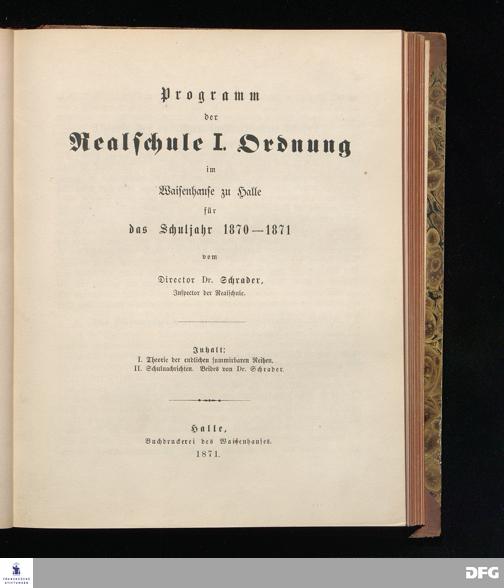 Programm
der
Realschule I. Ordnung
im
Waisenhause zu Halle
für
das Schuljahr 1870—1871
vom
Director Dr. Schrader,
Inspector der Realschule.
Inhalt:
I. Theorie der endlichen summirbaren Reihen.
II. Schulnachrichten. Beides von Dr. Schrader.
Halle,
Buchdruckerei des Waisenhauses.
1871.
FRANCKESCHE
STIFTUNGEN
DFG